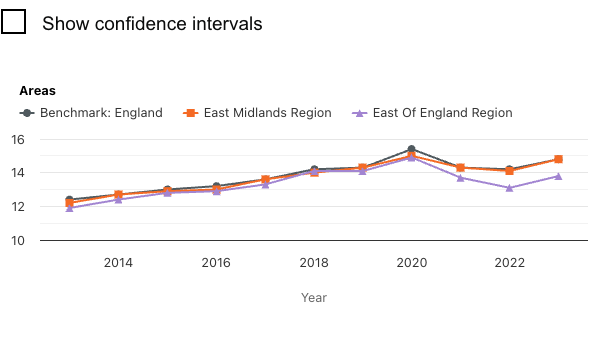 Show confidence intervals
Areas
Benchmark: England East Midlands Region East Of England Region
16
14
12
10
2014 2016 2018 2020 2022
Year